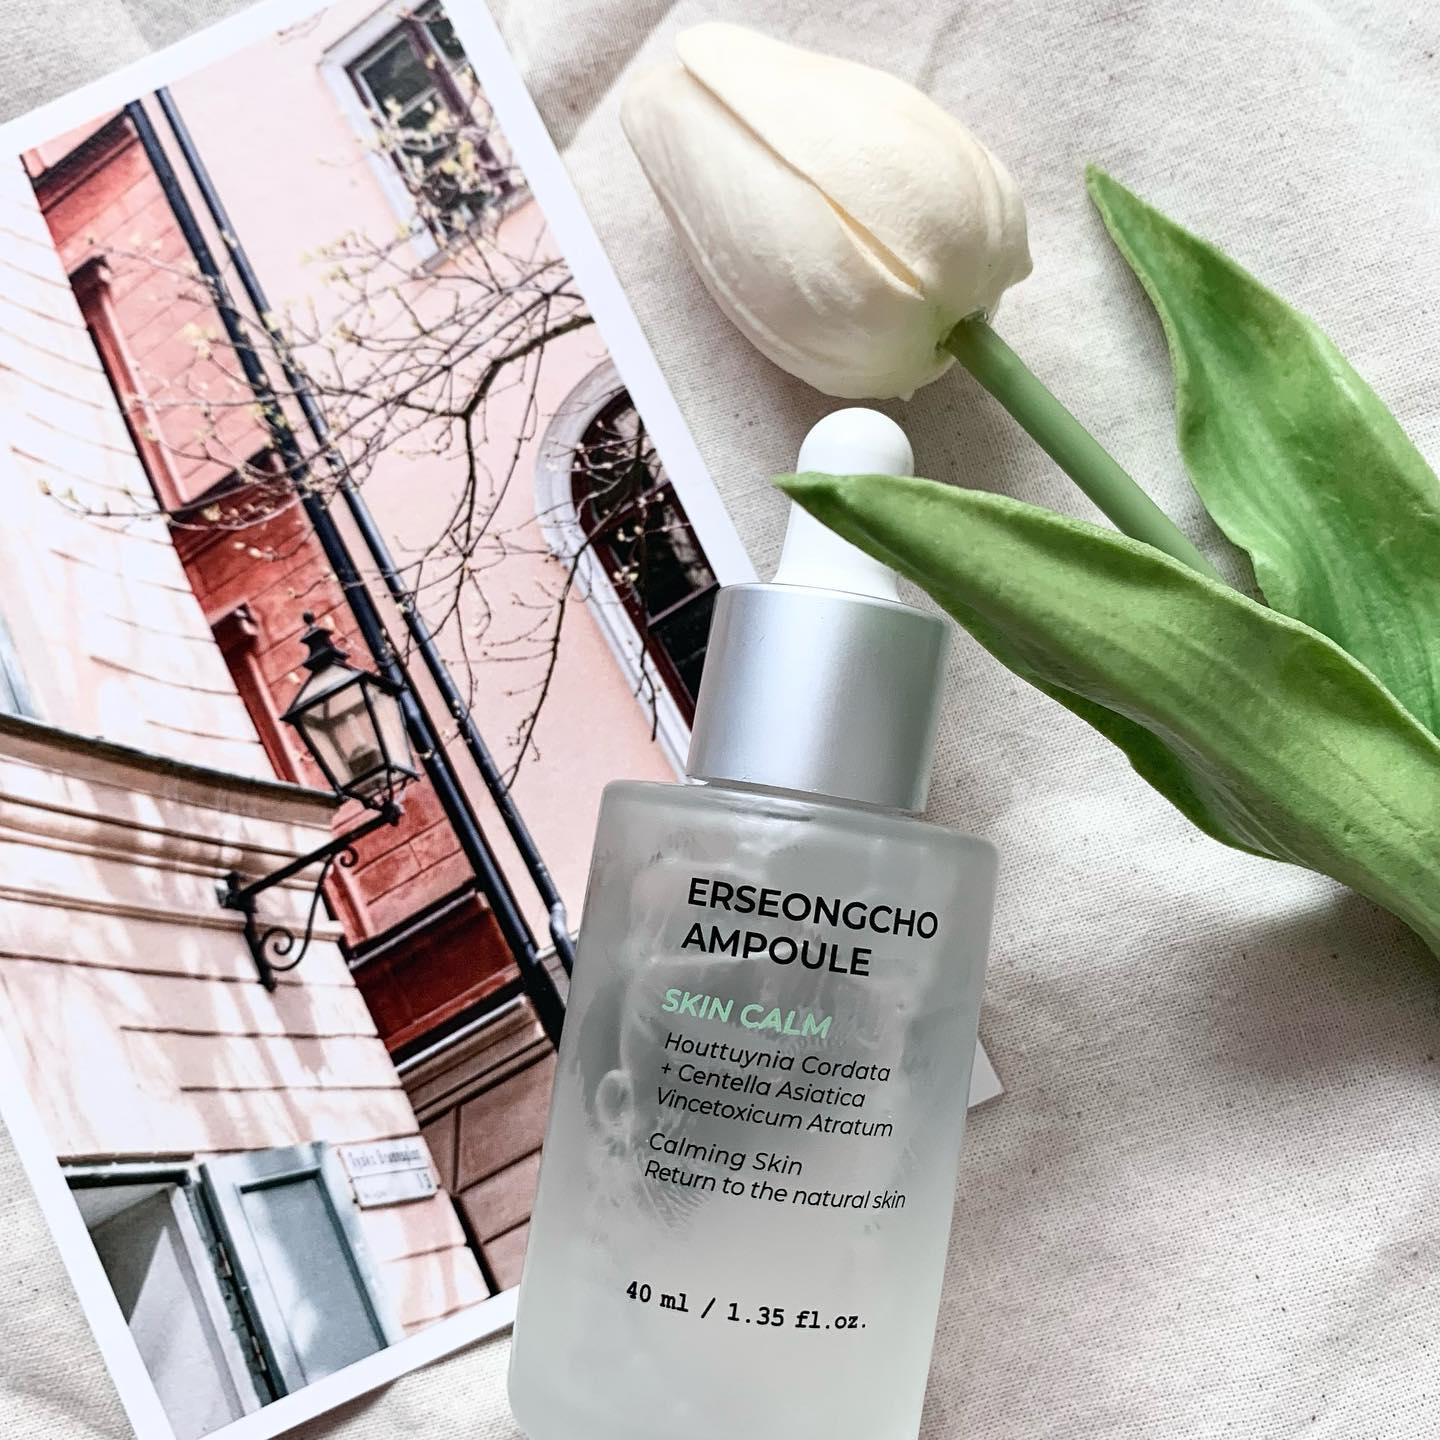 ERSEONGCHO
AMPOULE
SKIN CALM
Houttuynia Cordata
+ Centella Asiatica
Vincetoxicum Atratum
Calming Skin
Return to the natural skin
40 ml / 1.35 fl.oz.